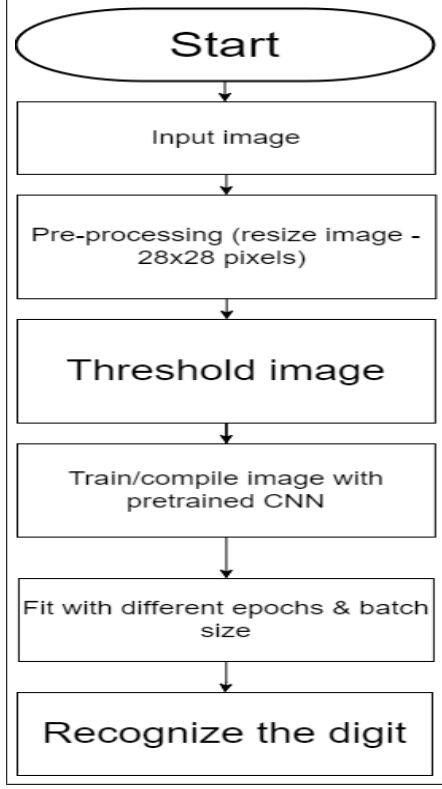 Start
Input image
Pre-processing (resize image -
28x28 pixels)
Threshold image
Train/compile image with
pretrained CNN
Fit with different epochs & batch
size
Recognize the digit